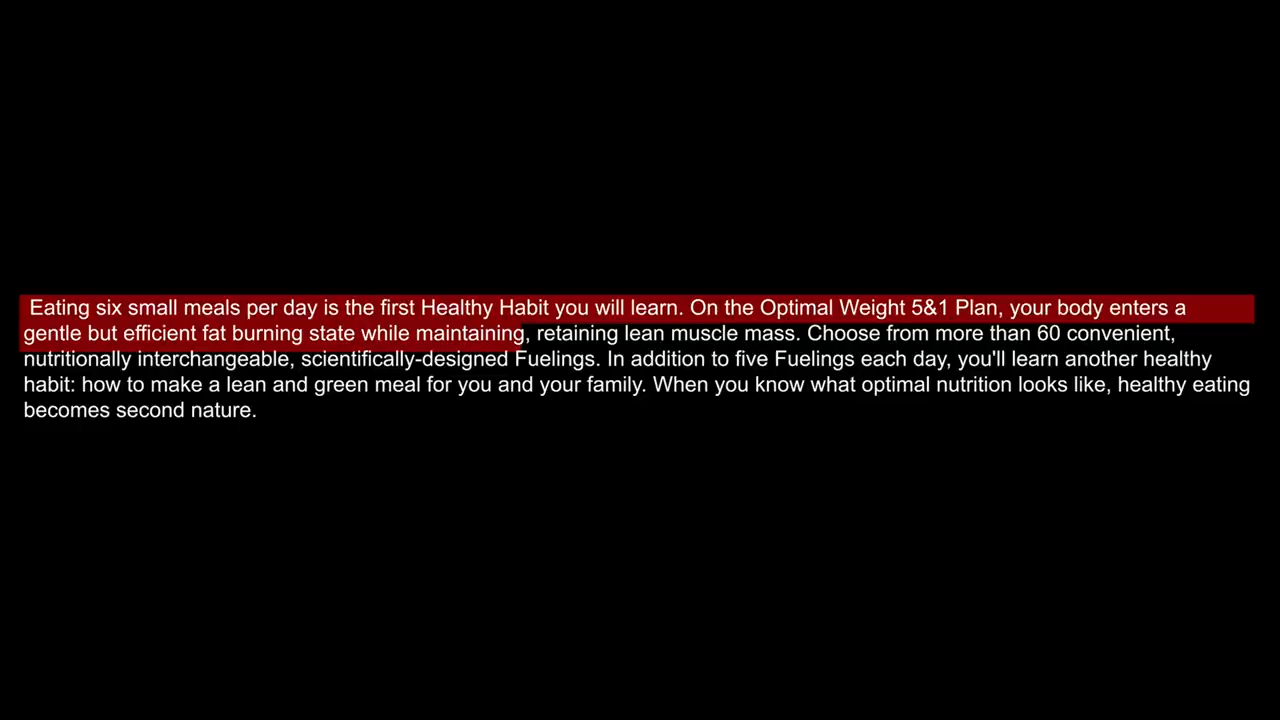 Eating six small meals per day is the first Healthy Habit you will learn. On the Optimal Weight 5&1 Plan, your body enters a
gentle but efficient fat burning state while maintaining, retaining lean muscle mass. Choose from more than 60 convenient,
nutritionally interchangeable, scientifically-designed Fuelings. In addition to five Fuelings each day, you'll learn another healthy
habit: how to make a lean and green meal for you and your family. When you know what optimal nutrition looks like, healthy eating
becomes second nature.